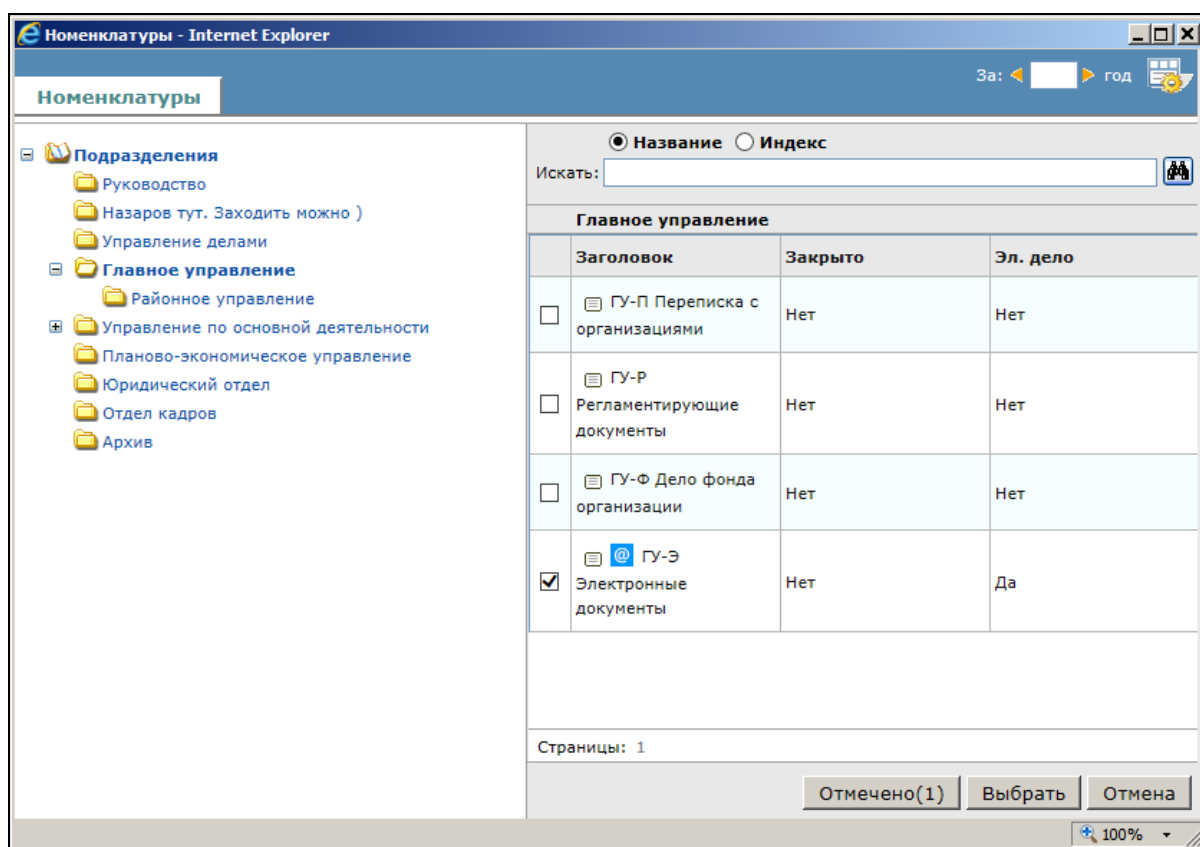 Номенклатуры - Internet Explorer
За: год
Номенклатуры
Подразделения
Руководство
Назаров тут. Заходить можно )
Управление делами
Главное управление
Районное управление
Управление по основной деятельности
Планово-экономическое управление
Юридический отдел
Отдел кадров
Архив
Название Индекс
Искать:
Главное управление
Заголовок Закрыто Эл. дело
ГУ-П Переписка с
организациями
Нет Нет
ГУ-Р
Регламентирующие
документы
Нет Нет
ГУ-Ф Дело фонда
организации
Нет Нет
@ ГУ-Э
Электронные
документы
Нет Да
Страницы: 1
Отмечено(1) Выбрать Отмена
100%